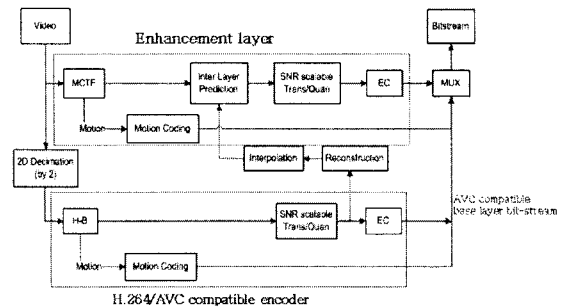 Video
Bitstream
Enhancement layer
MCTF
Inter Layer
Prediction
SNR scalable
Trans/Quan
EC
MUX
Motion
Motion Coding
2D Decimation
(by 2)
Interpolation
Reconstruction
AVC compatible
base layer bit-stream
H-B
SNR scalable
Trans/Quan
EC
Motion
Motion Coding
H.264/AVC compatible encoder